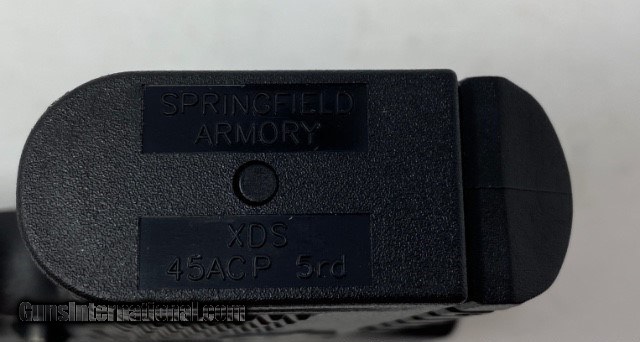 SPRINGFIELD
ARMORY
XDS
45ACP 5rd
GunsInternational.com